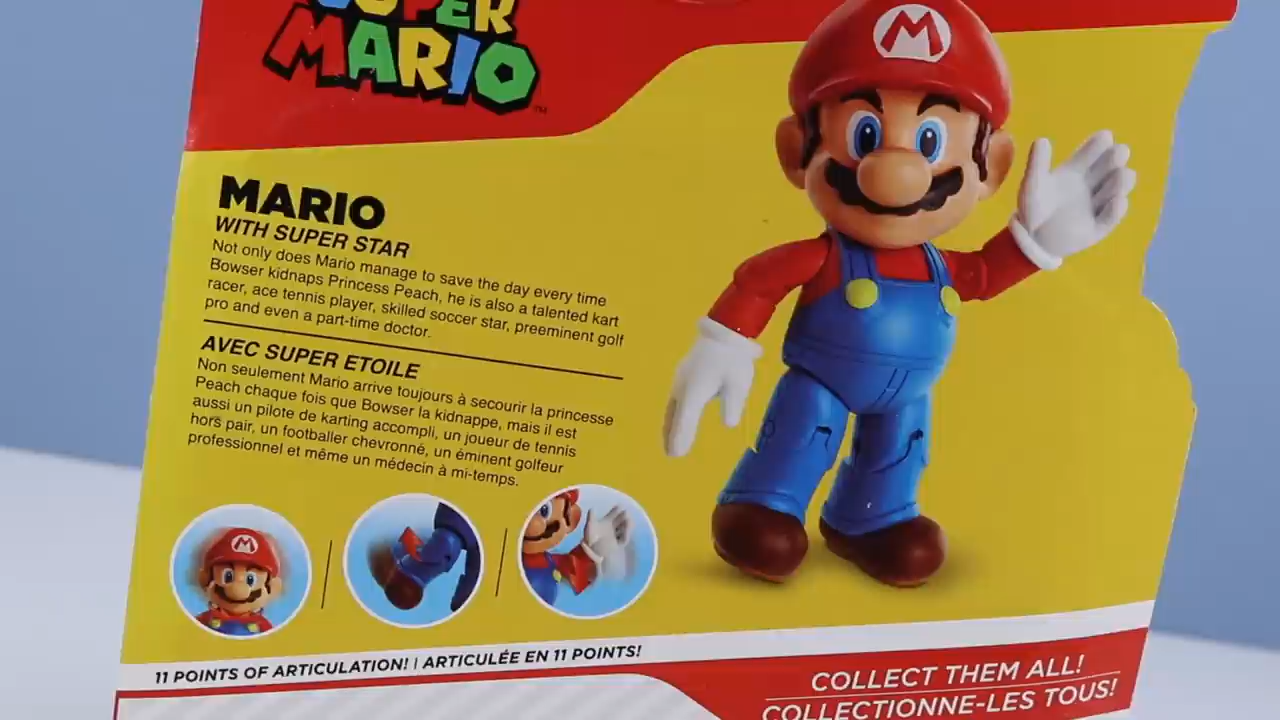 SUPER
MARIO™
M
MARIO
WITH SUPER STAR
Not only does Mario manage to save the day every time
Bowser kidnaps Princess Peach, he is also a talented kart
racer, ace tennis player, skilled soccer star, preeminent golf
pro and even a part-time doctor.
AVEC SUPER ETOILE
Non seulement Mario arrive toujours à secourir la princesse
Peach chaque fois que Bowser la kidnappe, mais il est
aussi un pilote de karting accompli, un joueur de tennis
hors pair, un footballer chevronné, un éminent golfeur
professionnel et même un médecin à mi-temps.
M
11 POINTS OF ARTICULATION! | ARTICULÉE EN 11 POINTS!
COLLECT THEM ALL!
COLLECTIONNE-LES TOUS!